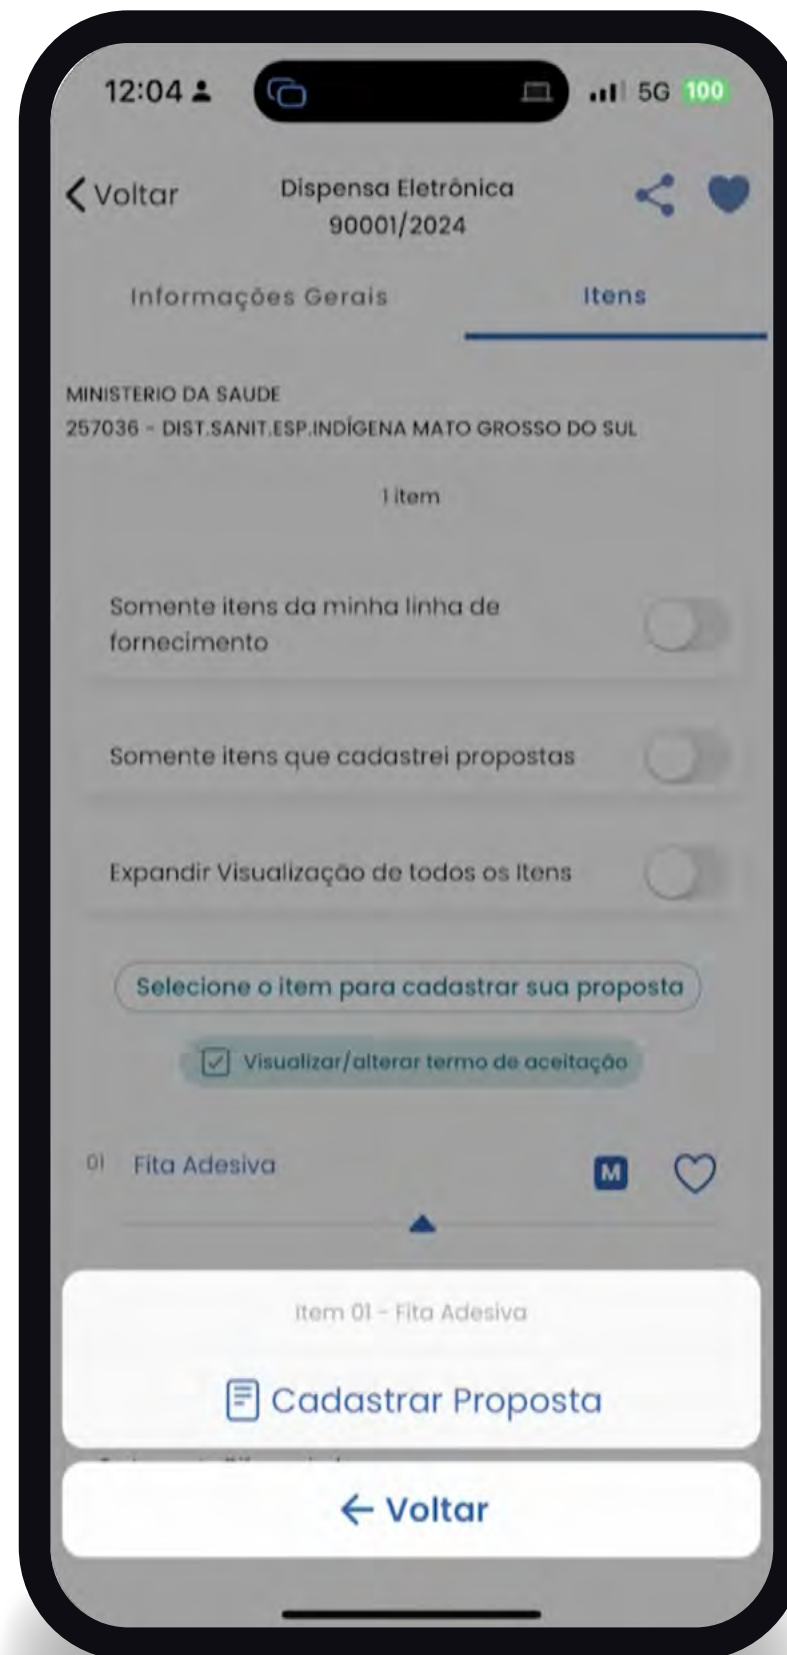 12:04
5G 100
Voltar
Dispensa Eletrônica
90001/2024
Informações Gerais
Itens
MINISTERIO DA SAUDE
257036 - DIST.SANIT.ESP.INDÍGENA MATO GROSSO DO SUL
1 item
Somente itens da minha linha de
fornecimento
Somente itens que cadastrei propostas
Expandir Visualização de todos os Itens
Selecione o item para cadastrar sua proposta
Visualizar/alterar termo de aceitação
01 Fita Adesiva M
Item 01 - Fita Adesiva
Cadastrar Proposta
Voltar